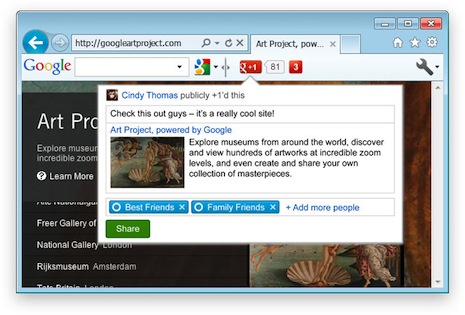 http://googleartproject.com
Art Project, pow...
Google
g +1 81 3
Art Pro
Explore museum
incredible zoom
Learn More
Cindy Thomas publicly +1'd this
Check this out guys – it's a really cool site!
Art Project, powered by Google
Explore museums from around the world, discover
and view hundreds of artworks at incredible zoom
levels, and even create and share your own
collection of masterpieces.
Best Friends
Family Friends
+ Add more people
Share
Alte Nationalgalerie
Freer Gallery of
National Gallery London
Rijksmuseum Amsterdam
Tate Britain London